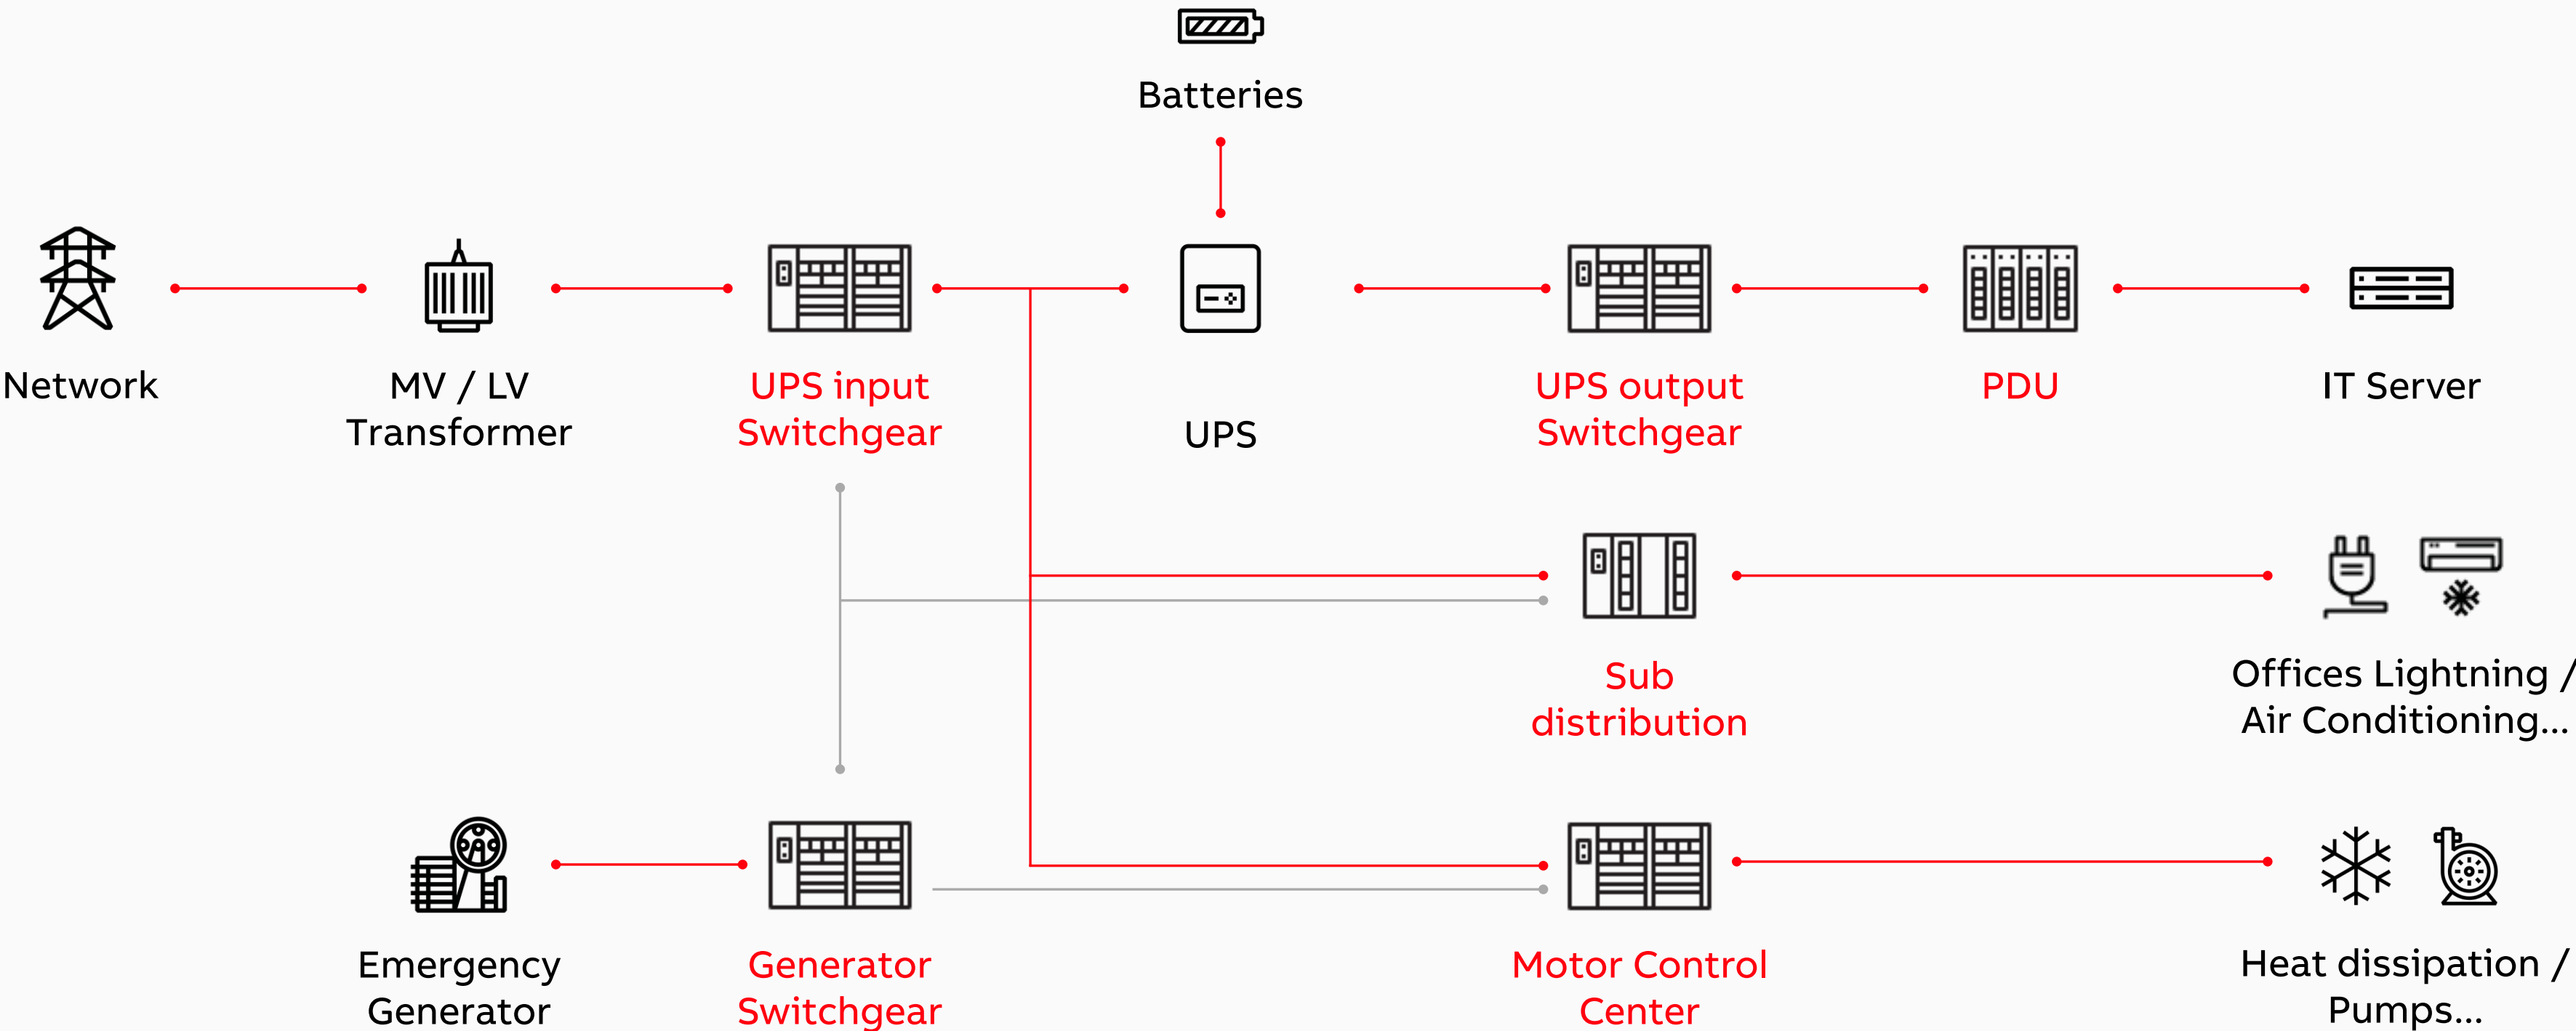 Batteries
Network
MV / LV
Transformer
UPS input
Switchgear
UPS
UPS output
Switchgear
PDU
IT Server
Sub
distribution
Offices Lightning /
Air Conditioning...
Emergency
Generator
Generator
Switchgear
Motor Control
Center
Heat dissipation /
Pumps...